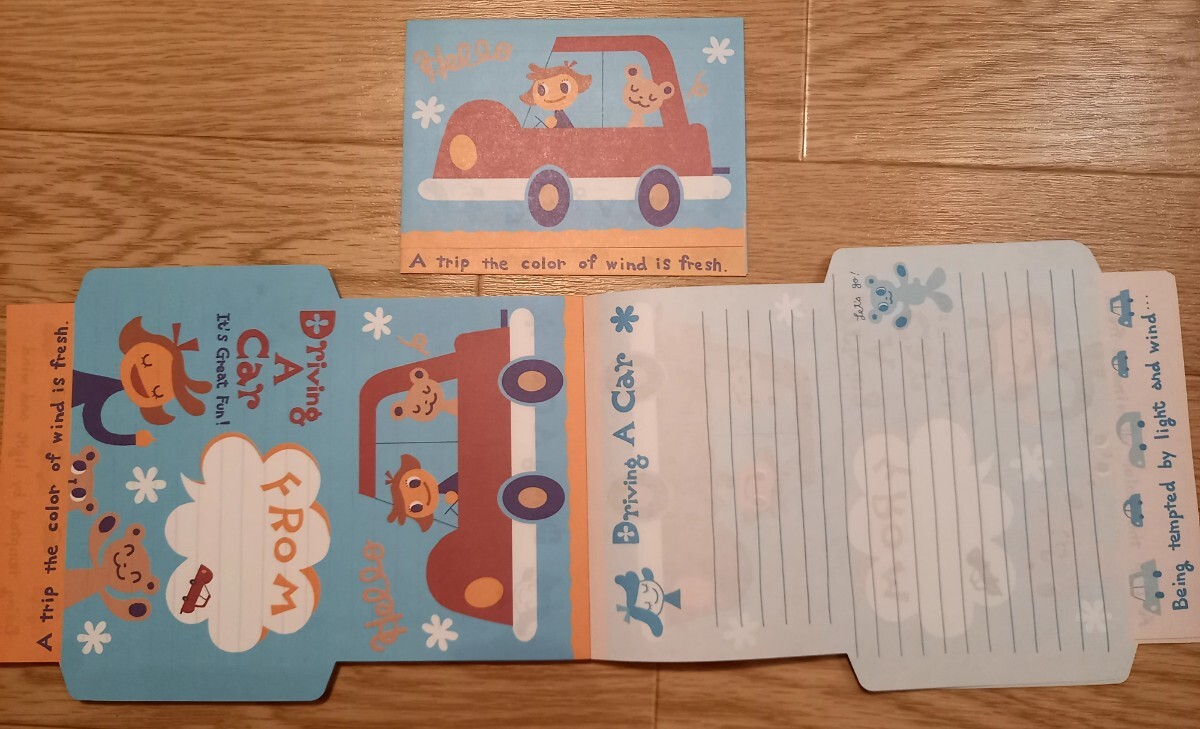 Hello
A trip the color of wind is fresh.
Driving
A
Car
It's Great Fun!
FROM
A trip the color of wind is fresh.
Hello
Driving A Car
Let's go!
Being tempted by light and wind...